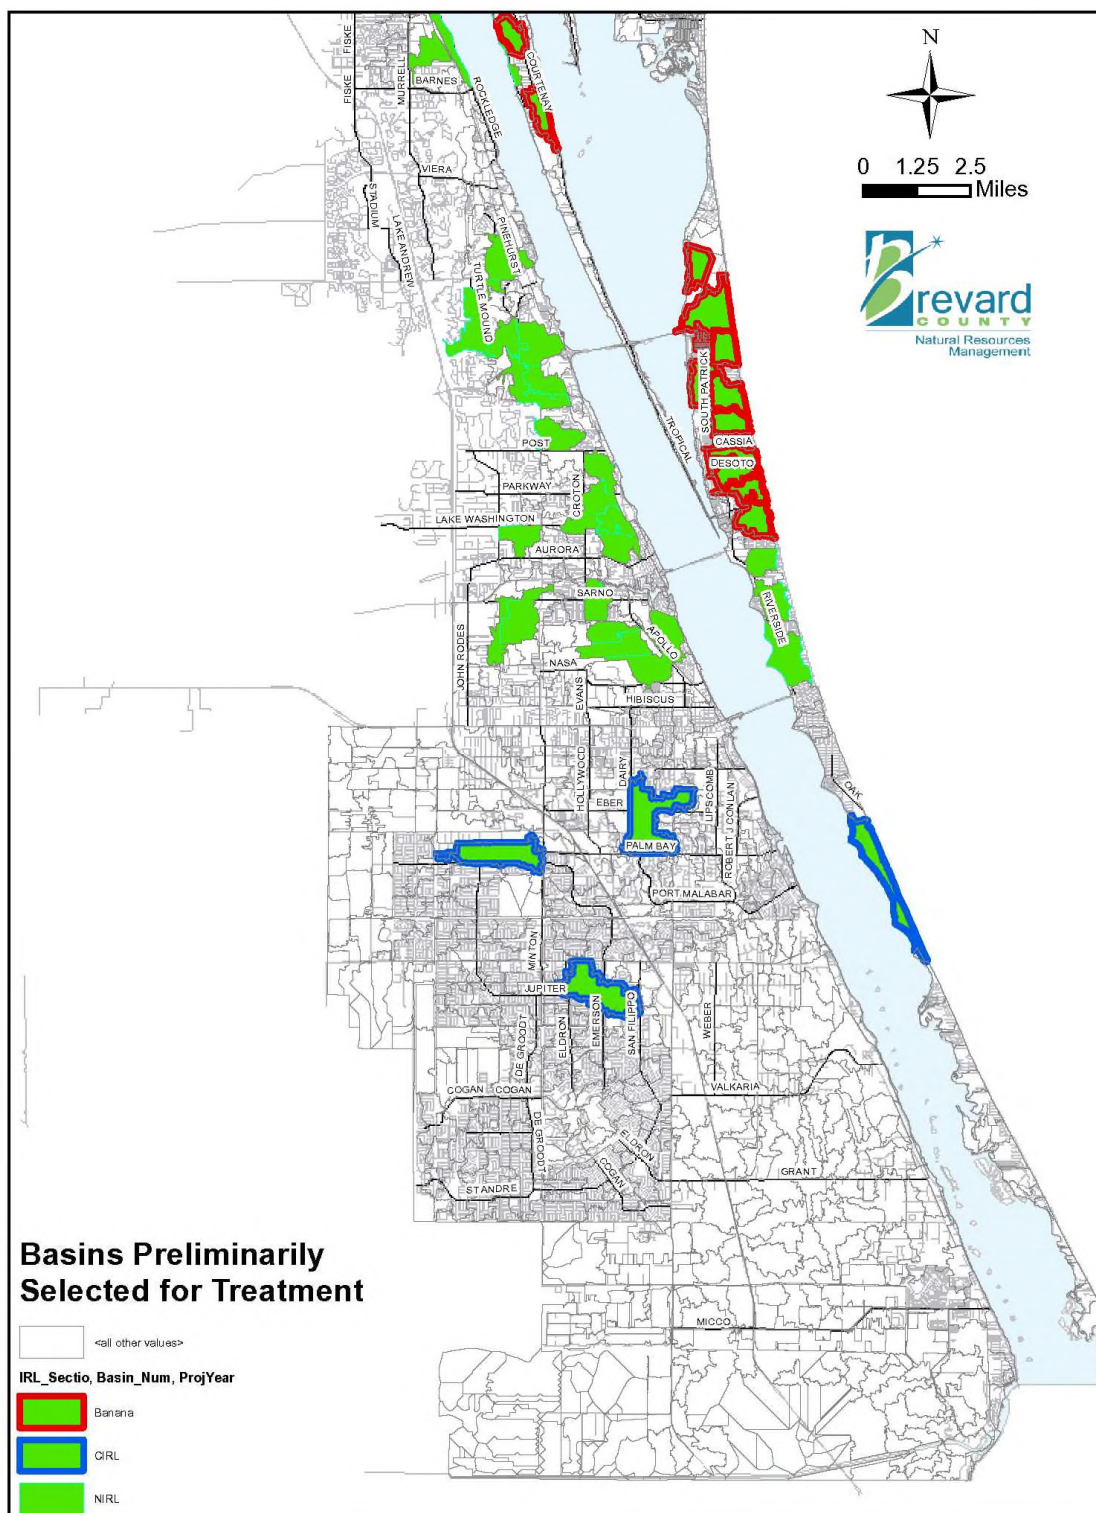 FISKE
FISKE
MURRELL
BARNES
ROCKLEDGE
COURTENAY
N
0 1.25 2.5
Miles
VIERA
STADIUM
LAKE ANDREW
PINEHURST
TURTLE MOUND
Brevard
COUNTY
Natural Resources
Management
SOUTH PATRICK
TROPICAL
CASSIA
DESOTO
POST
PARKWAY
CROTON
LAKE WASHINGTON
AURORA
SARNO
RIVERSIDE
JOHN RODES
APOLLO
NASA
EVANS
HIBISCUS
HOLLYWOOD
DAIRY
EBER
LIPSCOMB
ROBERT J CONLAN
OAK
PALM BAY
PORT MALABAR
MINTON
JUPITER
DE GROODT
ELDRON
EMERSON
SAN FILIPPO
WEBER
COGAN
COGAN
VALKARIA
DE GROODT
ELDRON
COGAN
ST ANDRE
GRANT
MICCO
Basins Preliminarily
Selected for Treatment
<all other values>
IRL_Sectio, Basin_Num, ProjYear
Banana
CIRL
NIRL